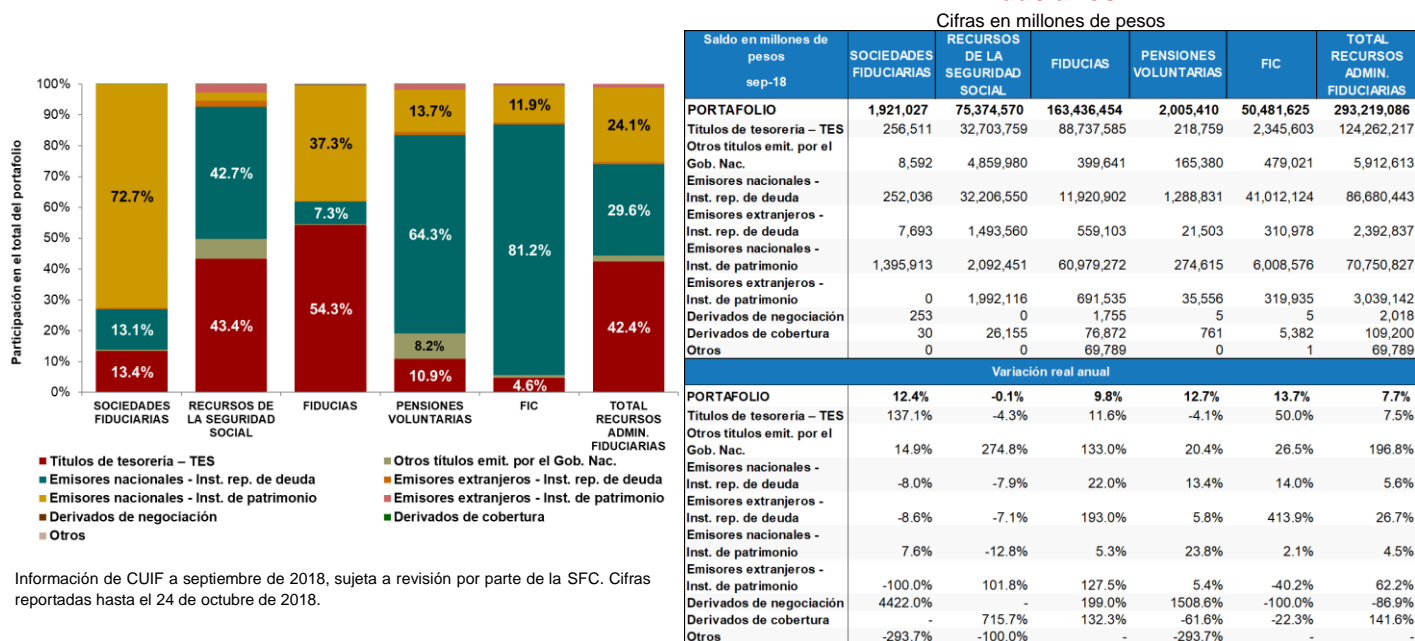 Cifras en millones de pesos
Participación en el total del portafolio
100%
90%
80%
70%
60%
50%
40%
30%
20%
10%
0%
72.7%
13.1%
13.4%
42.7%
43.4%
37.3%
7.3%
54.3%
13.7%
64.3%
8.2%
10.9%
11.9%
81.2%
4.6%
24.1%
29.6%
42.4%
SOCIEDADES FIDUCIARIAS
RECURSOS DE LA SEGURIDAD SOCIAL
FIDUCIAS
PENSIONES VOLUNTARIAS
FIC
TOTAL RECURSOS ADMIN. FIDUCIARIAS
Títulos de tesorería – TES
Otros títulos emit. por el Gob. Nac.
Emisores nacionales - Inst. rep. de deuda
Emisores extranjeros - Inst. rep. de deuda
Emisores nacionales - Inst. de patrimonio
Emisores extranjeros - Inst. de patrimonio
Derivados de negociación
Derivados de cobertura
Otros
Información de CUIF a septiembre de 2018, sujeta a revisión por parte de la SFC. Cifras
reportadas hasta el 24 de octubre de 2018.
Saldo en millones de pesos sep-18 SOCIEDADES FIDUCIARIAS RECURSOS DE LA SEGURIDAD SOCIAL FIDUCIAS PENSIONES VOLUNTARIAS FIC TOTAL RECURSOS ADMIN. FIDUCIARIAS
PORTAFOLIO 1,921,027 75,374,570 163,436,454 2,005,410 50,481,625 293,219,086
Títulos de tesorería – TES 256,511 32,703,759 88,737,585 218,759 2,345,603 124,262,217
Otros títulos emit. por el
Gob. Nac. 8,592 4,859,980 399,641 165,380 479,021 5,912,613
Emisores nacionales -
Inst. rep. de deuda 252,036 32,206,550 11,920,902 1,288,831 41,012,124 86,680,443
Emisores extranjeros -
Inst. rep. de deuda 7,693 1,493,560 559,103 21,503 310,978 2,392,837
Emisores nacionales -
Inst. de patrimonio 1,395,913 2,092,451 60,979,272 274,615 6,008,576 70,750,827
Emisores extranjeros -
Inst. de patrimonio 0 1,992,116 691,535 35,556 319,935 3,039,142
Derivados de negociación 253 0 1,755 5 5 2,018
Derivados de cobertura 30 26,155 76,872 761 5,382 109,200
Otros 0 0 69,789 0 1 69,789
Variación real anual
PORTAFOLIO 12.4% -0.1% 9.8% 12.7% 13.7% 7.7%
Títulos de tesorería – TES 137.1% -4.3% 11.6% -4.1% 50.0% 7.5%
Otros títulos emit. por el
Gob. Nac. 14.9% 274.8% 133.0% 20.4% 26.5% 196.8%
Emisores nacionales -
Inst. rep. de deuda -8.0% -7.9% 22.0% 13.4% 14.0% 5.6%
Emisores extranjeros -
Inst. rep. de deuda -8.6% -7.1% 193.0% 5.8% 413.9% 26.7%
Emisores nacionales -
Inst. de patrimonio 7.6% -12.8% 5.3% 23.8% 2.1% 4.5%
Emisores extranjeros -
Inst. de patrimonio -100.0% 101.8% 127.5% 5.4% -40.2% 62.2%
Derivados de negociación 4422.0% - 199.0% 1508.6% -100.0% -86.9%
Derivados de cobertura - 715.7% 132.3% -61.6% -22.3% 141.6%
Otros -293.7% -100.0% - -293.7% - -